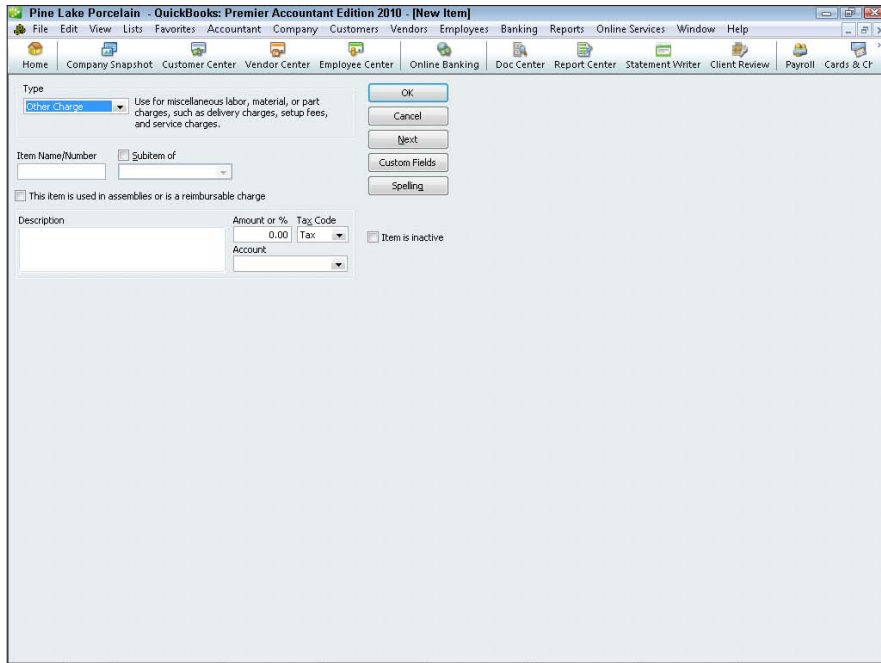 Pine Lake Porcelain - QuickBooks: Premier Accountant Edition 2010 - [New Item]
File Edit View Lists Favorites Accountant Company Customers Vendors Employees Banking Reports Online Services Window Help
Home Company Snapshot Customer Center Vendor Center Employee Center Online Banking Doc Center Report Center Statement Writer Client Review Payroll Cards & Ch
Type
Other Charge
Use for miscellaneous labor, material, or part
charges, such as delivery charges, setup fees,
and service charges.
OK
Cancel
Next
Custom Fields
Spelling
Item Name/Number Subitem of
This item is used in assemblies or is a reimbursable charge
Description Amount or % Tax Code
0.00 Tax
Account
Item is inactive